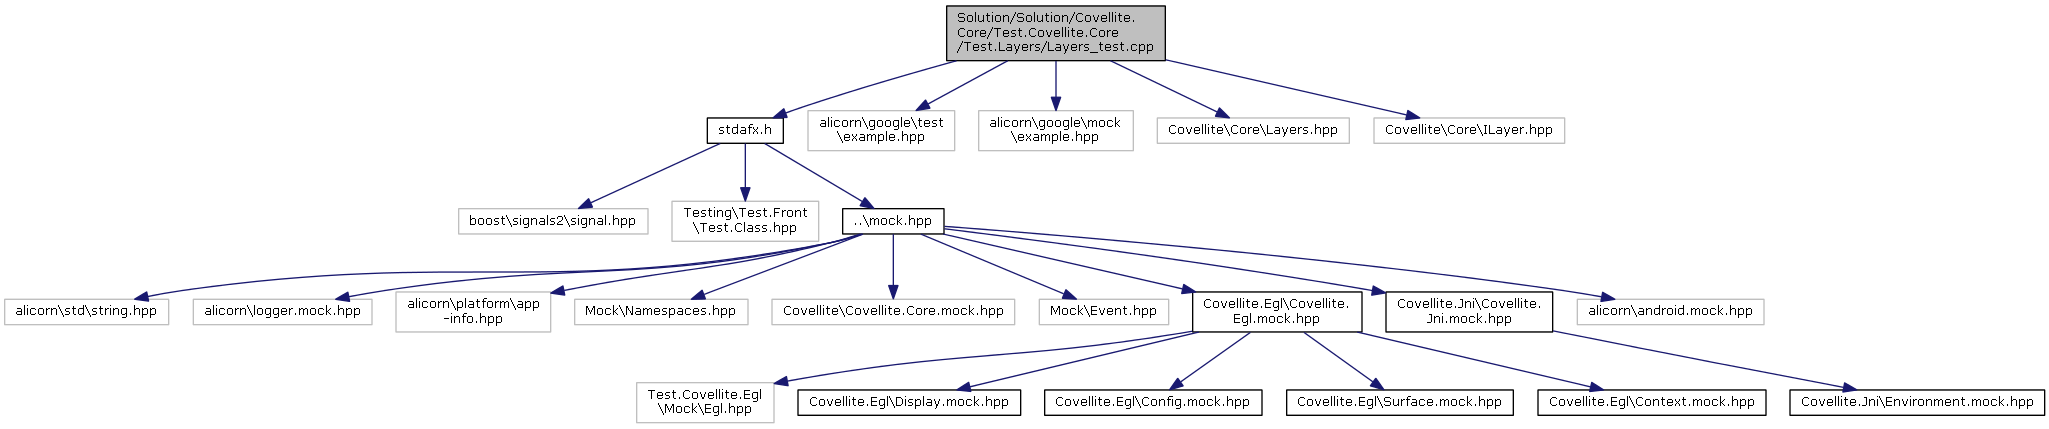 Solution/Solution/Covellite.
Core/Test.Covellite.Core
/Test.Layers/Layers_test.cpp
stdafx.h
alicorn\google\test
\example.hpp
alicorn\google\mock
\example.hpp
Covellite\Core\Layers.hpp
Covellite\Core\ILayer.hpp
boost\signals2\signal.hpp
Testing\Test.Front
\Test.Class.hpp
..\mock.hpp
alicorn\std\string.hpp
alicorn\logger.mock.hpp
alicorn\platform\app
-info.hpp
Mock\Namespaces.hpp
Covellite\Covellite.Core.mock.hpp
Mock\Event.hpp
Covellite.Egl\Covellite.
Egl.mock.hpp
Covellite.Jni\Covellite.
Jni.mock.hpp
alicorn\android.mock.hpp
Test.Covellite.Egl
\Mock\Egl.hpp
Covellite.Egl\Display.mock.hpp
Covellite.Egl\Config.mock.hpp
Covellite.Egl\Surface.mock.hpp
Covellite.Egl\Context.mock.hpp
Covellite.Jni\Environment.mock.hpp